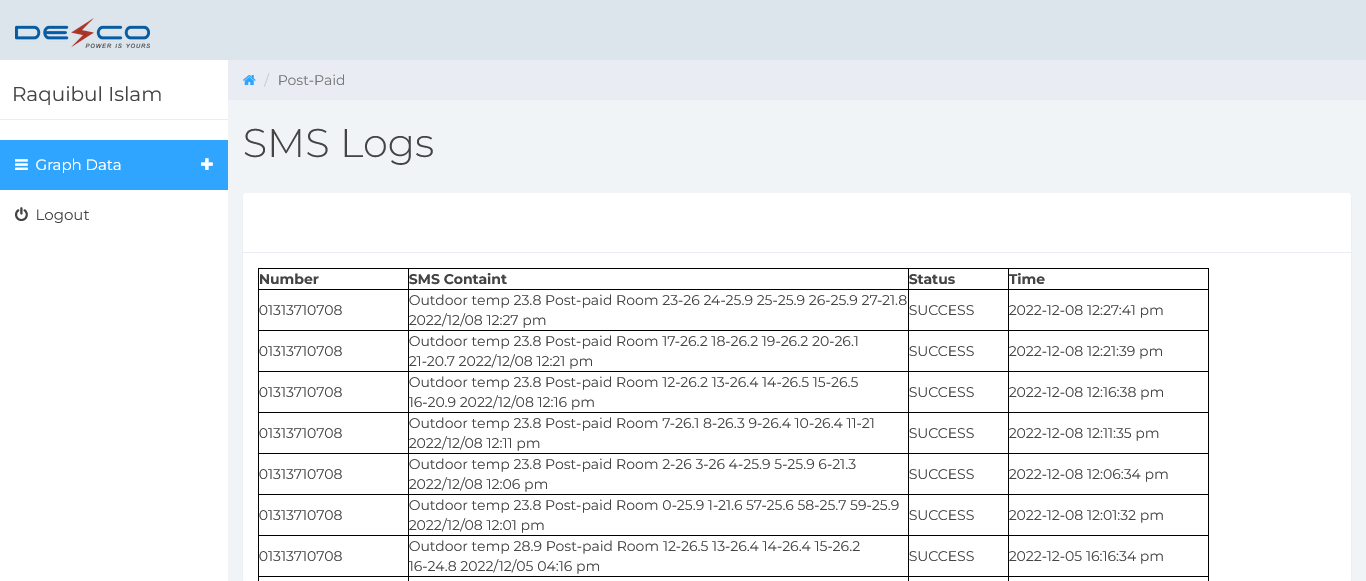 DESCO
POWER IS YOURS
Raquibul Islam
Graph Data
Logout
/ Post-Paid
SMS Logs
Number SMS Containt Status Time
01313710708 Outdoor temp 23.8 Post-paid Room 23-26 24-25.9 25-25.9 26-25.9 27-21.8 SUCCESS 2022-12-08 12:27:41 pm
2022/12/08 12:27 pm
01313710708 Outdoor temp 23.8 Post-paid Room 17-26.2 18-26.2 19-26.2 20-26.1 SUCCESS 2022-12-08 12:21:39 pm
21-20.7 2022/12/08 12:21 pm
01313710708 Outdoor temp 23.8 Post-paid Room 12-26.2 13-26.4 14-26.5 15-26.5 SUCCESS 2022-12-08 12:16:38 pm
16-20.9 2022/12/08 12:16 pm
01313710708 Outdoor temp 23.8 Post-paid Room 7-26.1 8-26.3 9-26.4 10-26.4 11-21 SUCCESS 2022-12-08 12:11:35 pm
2022/12/08 12:11 pm
01313710708 Outdoor temp 23.8 Post-paid Room 2-26 3-26 4-25.9 5-25.9 6-21.3 SUCCESS 2022-12-08 12:06:34 pm
2022/12/08 12:06 pm
01313710708 Outdoor temp 23.8 Post-paid Room 0-25.9 1-21.6 57-25.6 58-25.7 59-25.9 SUCCESS 2022-12-08 12:01:32 pm
2022/12/08 12:01 pm
01313710708 Outdoor temp 28.9 Post-paid Room 12-26.5 13-26.4 14-26.4 15-26.2 SUCCESS 2022-12-05 16:16:34 pm
16-24.8 2022/12/05 04:16 pm